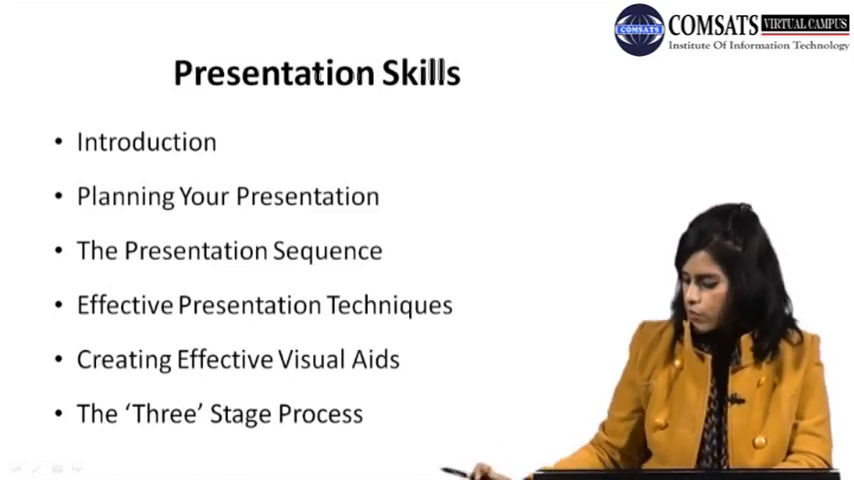 COMSATS VIRTUAL CAMPUS
COMSATS
Institute Of Information Technology
Presentation Skills
• Introduction
• Planning Your Presentation
• The Presentation Sequence
• Effective Presentation Techniques
• Creating Effective Visual Aids
• The ‘Three’ Stage Process